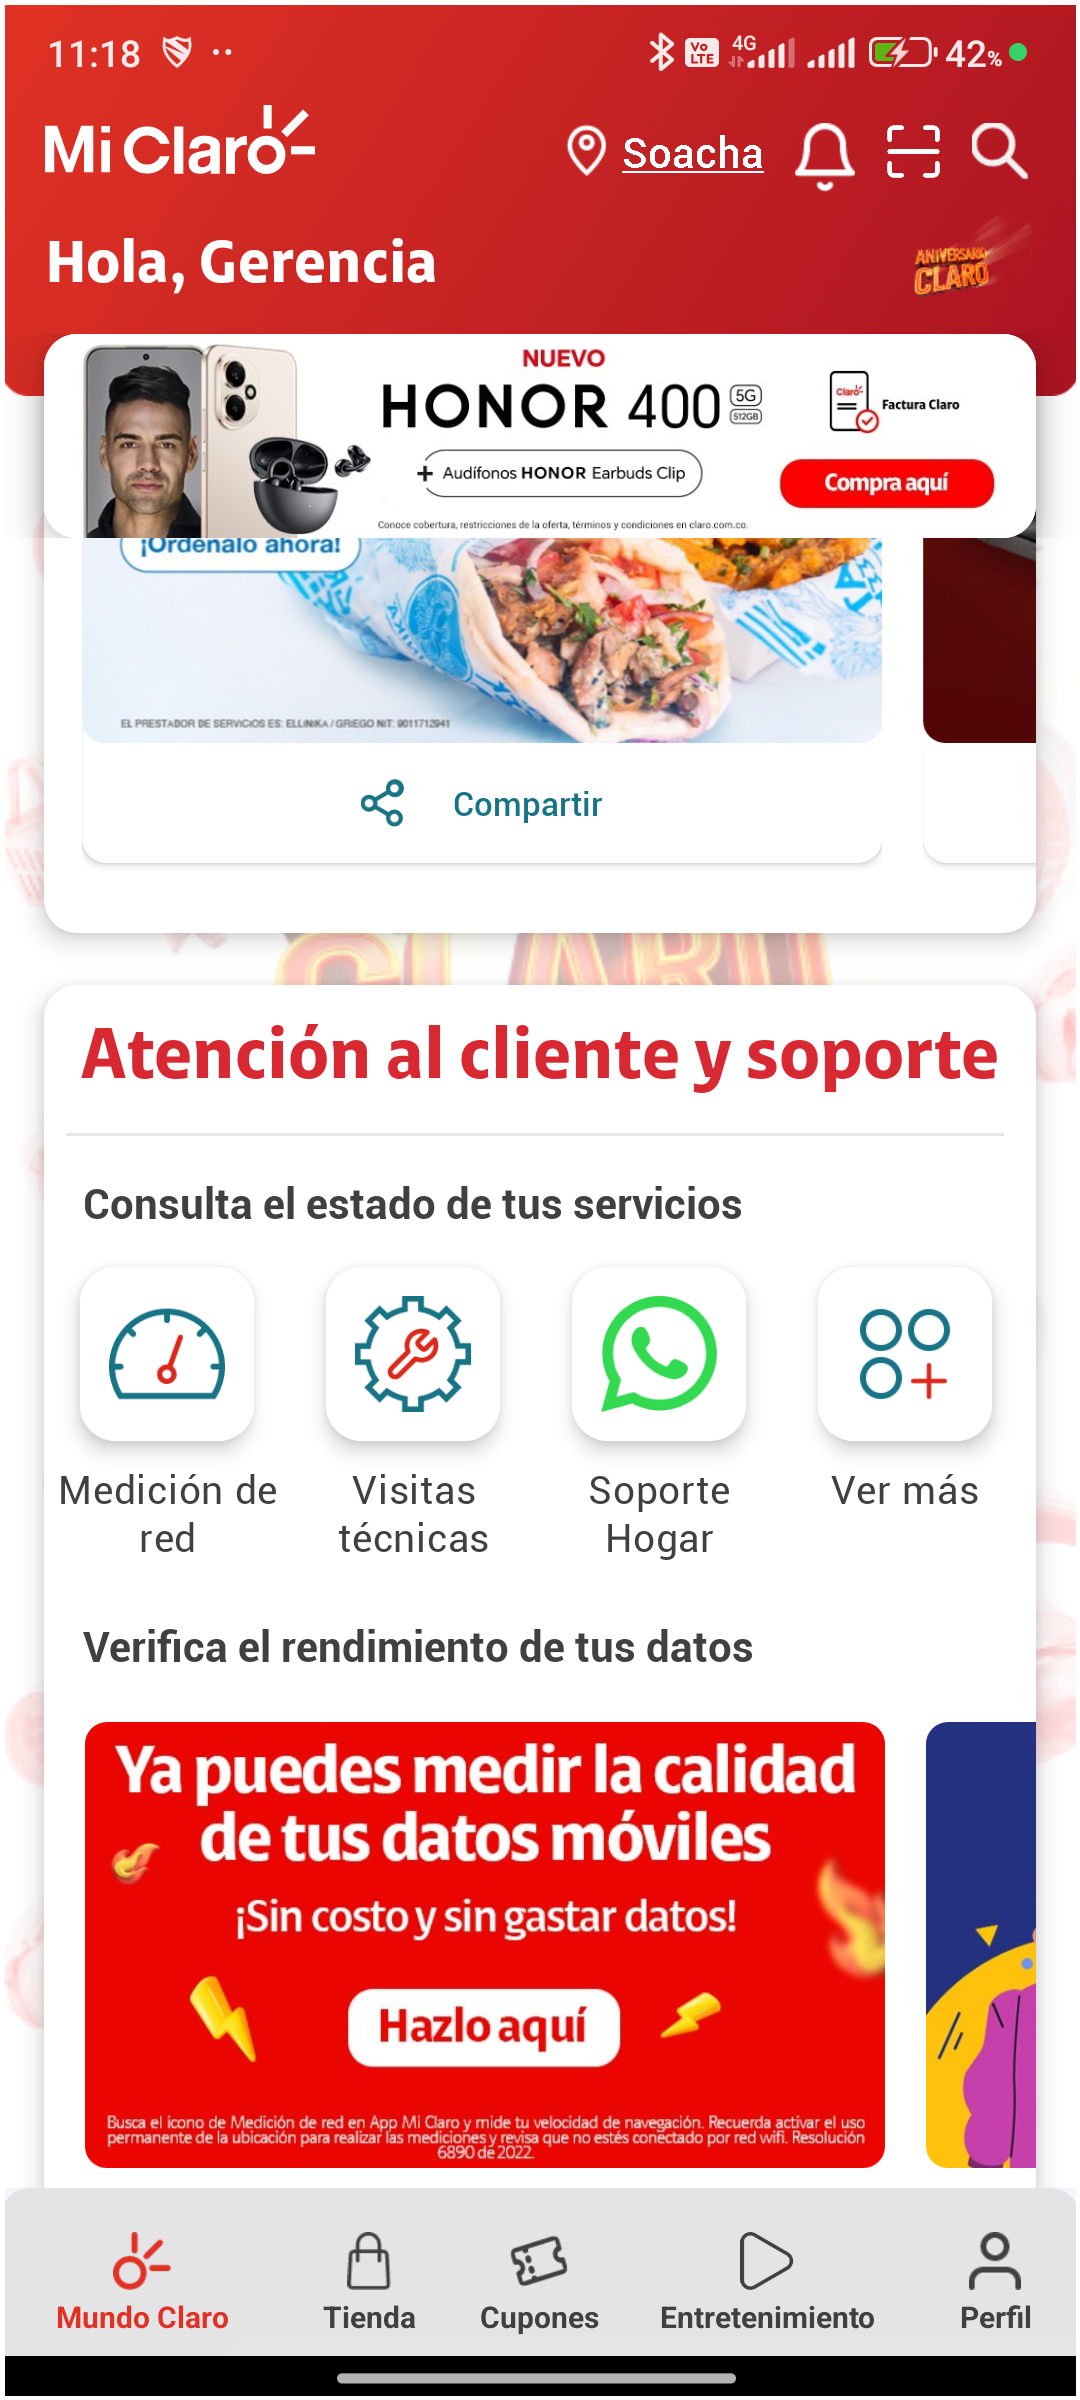 11:18
VoLTE
4G
42%
Mi Claro
Soacha
Hola, Gerencia
ANIVERSARIO
CLARO
NUEVO
HONOR 400 5G
512GB
+ Audífonos HONOR Earbuds Clip
Conoce cobertura, restricciones de la oferta, términos y condiciones en claro.com.co.
Claro
Factura Claro
Compra aquí
¡Ordénalo ahora!
EL PRESTADOR DE SERVICIOS ES: ELLINIKA / GRIEGO NIT: 9011712941
Compartir
CLARO
Atención al cliente y soporte
Consulta el estado de tus servicios
Medición de
red
Visitas
técnicas
Soporte
Hogar
Ver más
Verifica el rendimiento de tus datos
Ya puedes medir la calidad
de tus datos móviles
¡Sin costo y sin gastar datos!
Hazlo aquí
Busca el icono de Medición de red en App Mi Claro y mide tu velocidad de navegación. Recuerda activar el uso
permanente de la ubicación para realizar las mediciones y revisa que no estés conectado por red wifi. Resolución
6890 de 2022.
Mundo Claro
Tienda
Cupones
Entretenimiento
Perfil